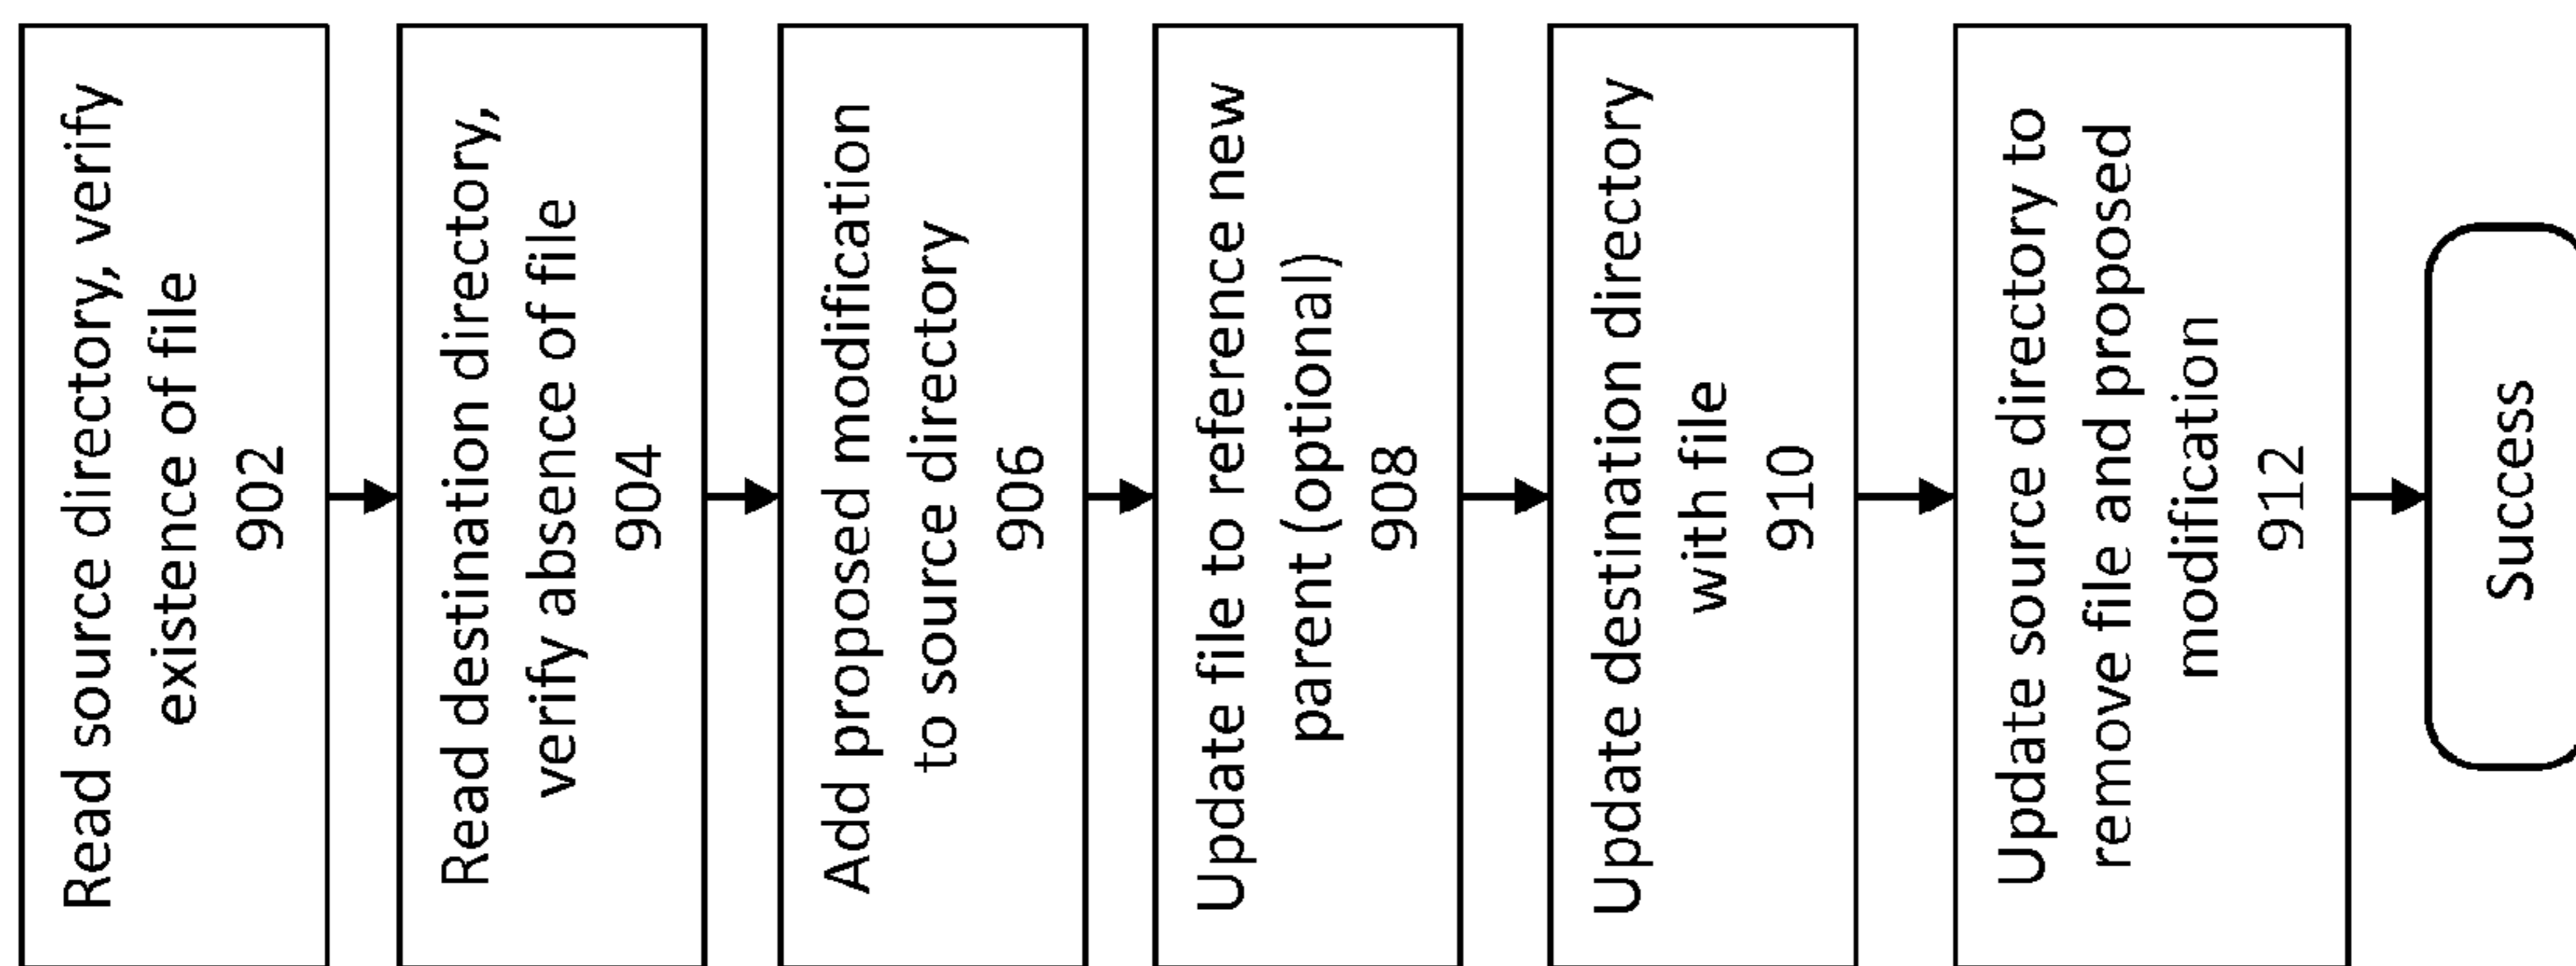 Read source directory, verify
existence of file
902
Read destination directory,
verify absence of file
904
Add proposed modification
to source directory
906
Update file to reference new
parent (optional)
908
Update destination directory
with file
910
Update source directory to
remove file and proposed
modification
912
Success